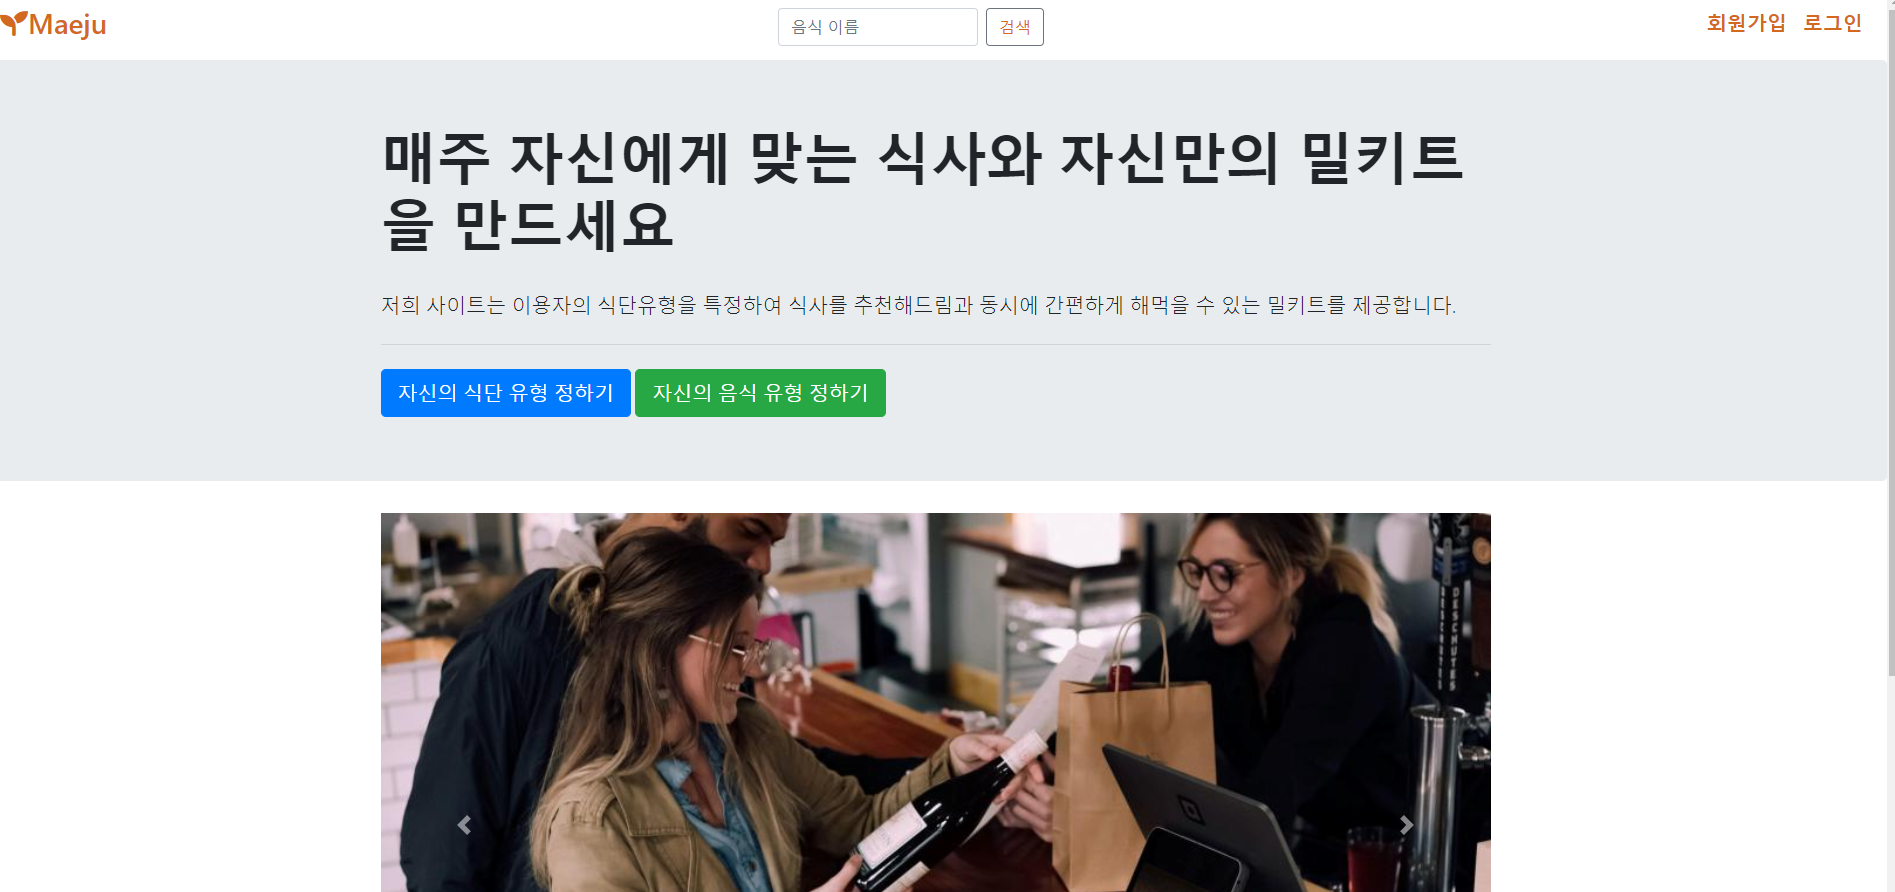 Maeju
음식 이름
검색
회원가입 로그인
매주 자신에게 맞는 식사와 자신만의 밀키트
을 만드세요
저희 사이트는 이용자의 식단유형을 특정하여 식사를 추천해드림과 동시에 간편하게 해먹을 수 있는 밀키트를 제공합니다.
자신의 식단 유형 정하기
자신의 음식 유형 정하기
DESCHUTES